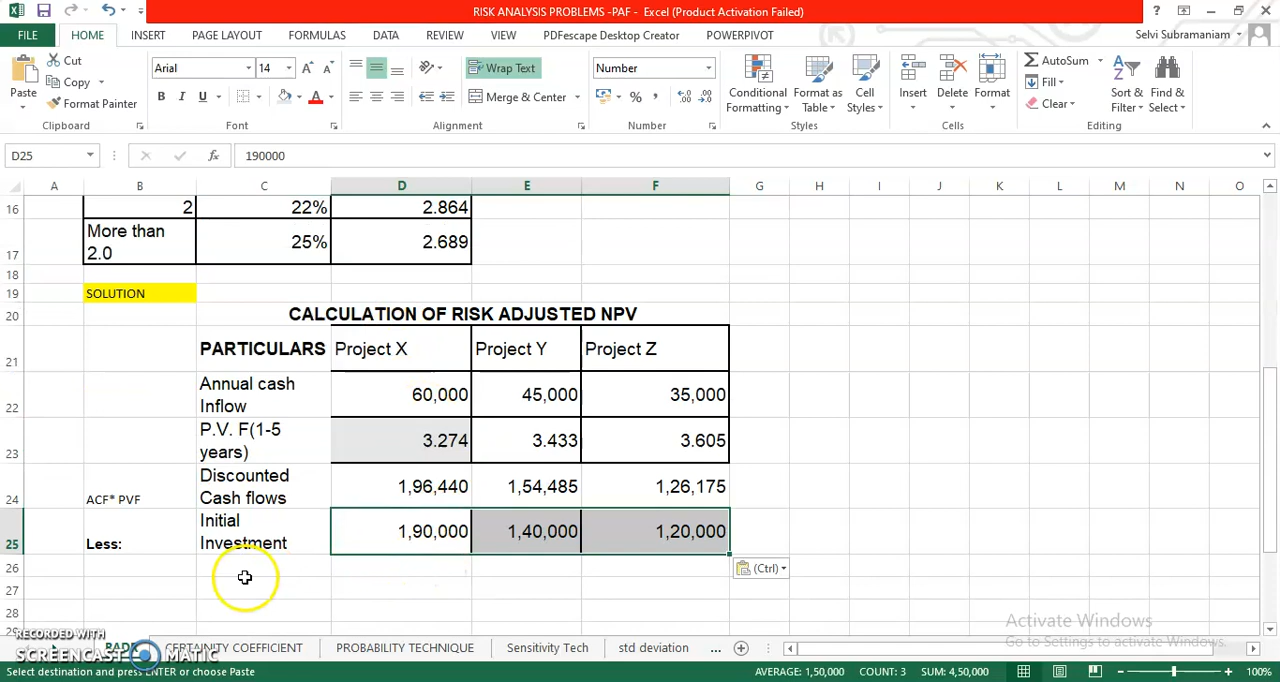 RISK ANALYSIS PROBLEMS -PAF - Excel (Product Activation Failed)
FILE HOME INSERT PAGE LAYOUT FORMULAS DATA REVIEW VIEW PDFescape Desktop Creator POWERPIVOT Selvi Subramaniam
Paste Cut Copy Format Painter Clipboard
Arial 14 B I U A Font
Wrap Text Merge & Center Alignment
Number % Number
Conditional Formatting Format as Table Cell Styles Styles
Insert Delete Format Cells
AutoSum Fill Clear Sort & Filter Find & Select Editing
D25 fx 190000
A B C D E F G H I J K L M N O
16 2 22% 2.864
17 More than 2.0 25% 2.689
18
19 SOLUTION
20 CALCULATION OF RISK ADJUSTED NPV
21 PARTICULARS Project X Project Y Project Z
22 Annual cash Inflow 60,000 45,000 35,000
23 P.V. F(1-5 years) 3.274 3.433 3.605
24 ACF* PVF Discounted Cash flows 1,96,440 1,54,485 1,26,175
25 Less: Initial Investment 1,90,000 1,40,000 1,20,000
26 (Ctrl)
27
28
Activate Windows
Go to Settings to activate Windows.
RECORDED WITH
SCREENCAST MATIC
CERTAINTY COEFFICIENT ensitivity Tech std deviation ...
Select destination and press ENTER or choose Paste AVERAGE: 1,50,000 COUNT: 3 SUM: 4,50,000 100%